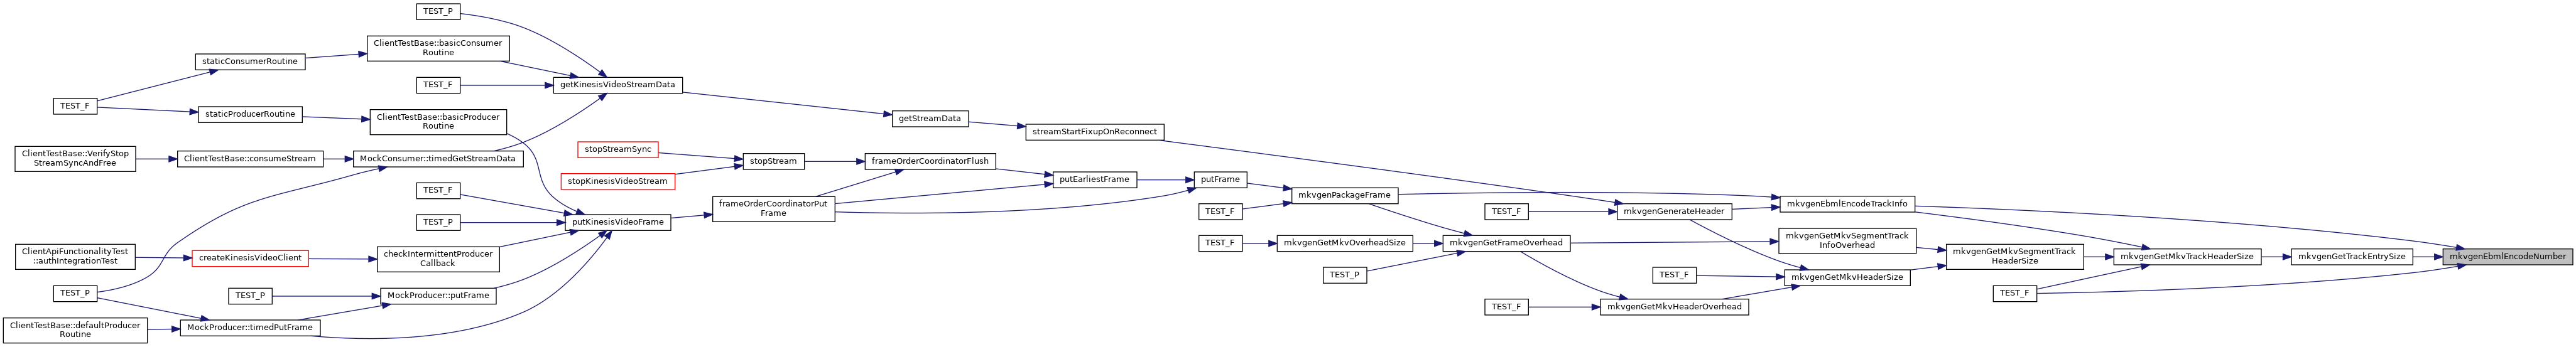 TEST_P
ClientTestBase::basicConsumer
Routine
staticConsumerRoutine
TEST_F
getKinesisVideoStreamData
TEST_F
staticProducerRoutine
ClientTestBase::basicProducer
Routine
getStreamData
streamStartFixupOnReconnect
ClientTestBase::VerifyStop
StreamSyncAndFree
ClientTestBase::consumeStream
MockConsumer::timedGetStreamData
stopStreamSync
stopStream
frameOrderCoordinatorFlush
stopKinesisVideoStream
putEarliestFrame
putFrame
TEST_F
mkvgenPackageFrame
frameOrderCoordinatorPut
Frame
TEST_F
TEST_F
mkvgenGenerateHeader
mkvgenEbmlEncodeTrackInfo
TEST_P
putKinesisVideoFrame
ClientApiFunctionalityTest
::authIntegrationTest
createKinesisVideoClient
checkIntermittentProducer
Callback
TEST_F
mkvgenGetMkvOverheadSize
mkvgenGetFrameOverhead
mkvgenGetMkvSegmentTrack
InfoOverhead
mkvgenGetMkvSegmentTrack
HeaderSize
mkvgenGetMkvTrackHeaderSize
mkvgenGetTrackEntrySize
mkvgenEbmlEncodeNumber
TEST_P
TEST_F
mkvgenGetMkvHeaderSize
TEST_P
TEST_P
MockProducer::putFrame
TEST_F
TEST_F
mkvgenGetMkvHeaderOverhead
ClientTestBase::defaultProducer
Routine
MockProducer::timedPutFrame